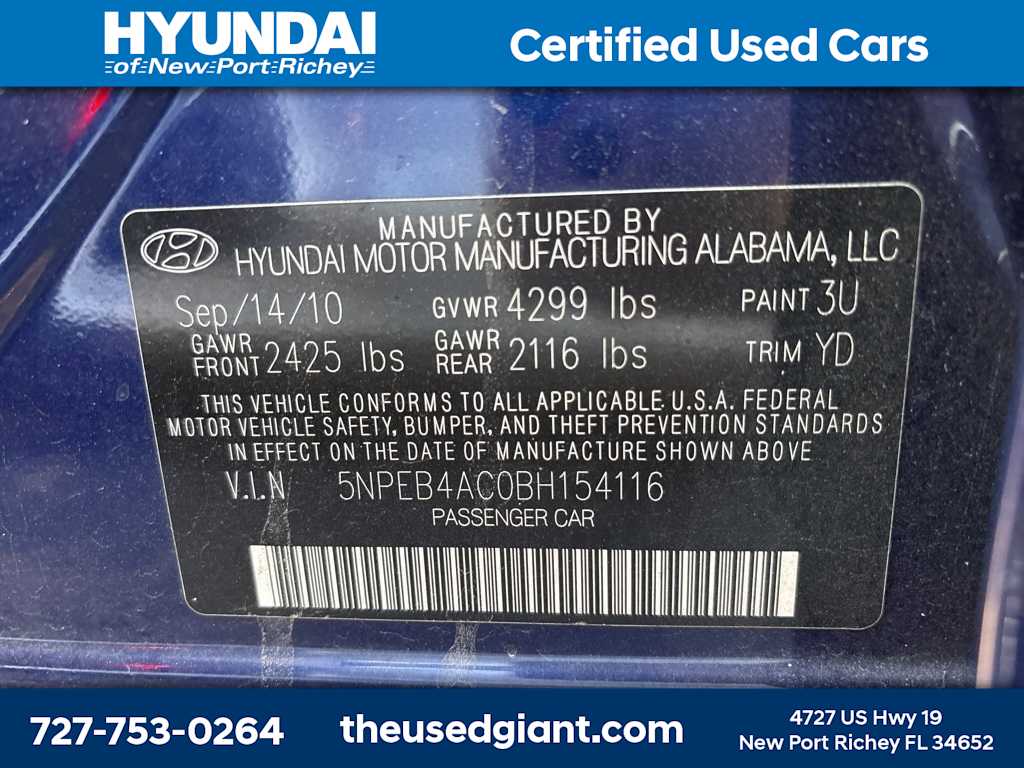 HYUNDAI
of New Port Richey
Certified Used Cars
MANUFACTURED BY
HYUNDAI MOTOR MANUFACTURING ALABAMA, LLC
Sep/14/10 GVWR 4299 lbs PAINT 3U
GAWR FRONT 2425 lbs GAWR REAR 2116 lbs TRIM YD
THIS VEHICLE CONFORMS TO ALL APPLICABLE U.S.A. FEDERAL
MOTOR VEHICLE SAFETY, BUMPER, AND THEFT PREVENTION STANDARDS
IN EFFECT ON THE DATE OF MANUFACTURE SHOWN ABOVE
V.I.N 5NPEB4AC0BH154116
PASSENGER CAR
727-753-0264
theusedgiant.com
4727 US Hwy 19
New Port Richey FL 34652